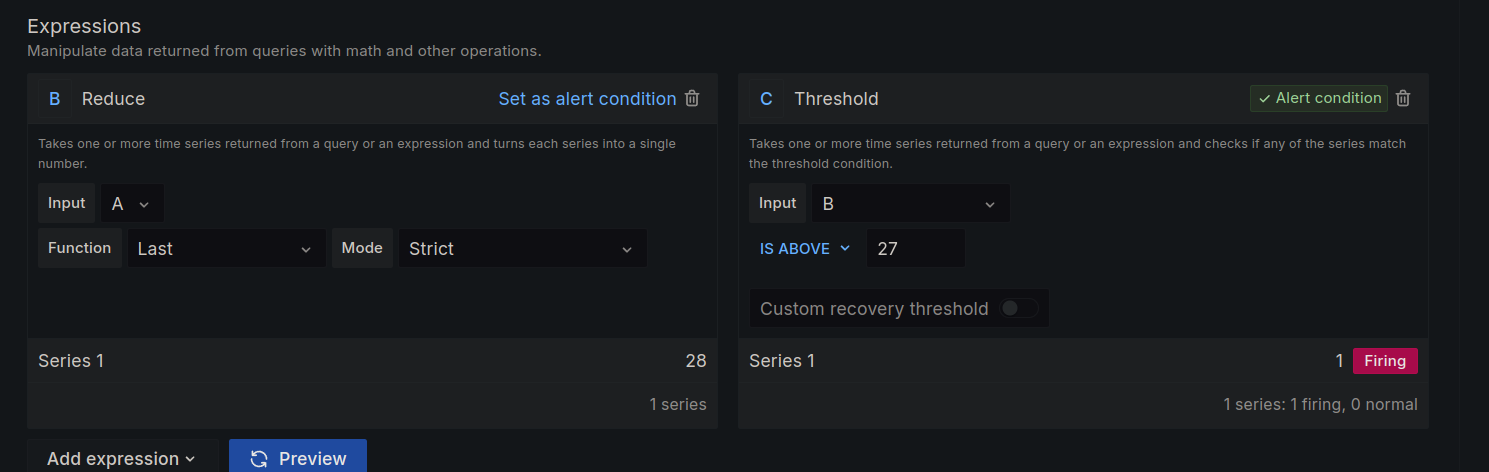 Expressions
Manipulate data returned from queries with math and other operations.
B Reduce Set as alert condition
Takes one or more time series returned from a query or an expression and turns each series into a single
number.
Input A
Function Last Mode Strict
Series 1 28
1 series
C Threshold Alert condition
Takes one or more time series returned from a query or an expression and checks if any of the series match
the threshold condition.
Input B
IS ABOVE 27
Custom recovery threshold
Series 1 1 Firing
1 series: 1 firing, 0 normal
Add expression Preview